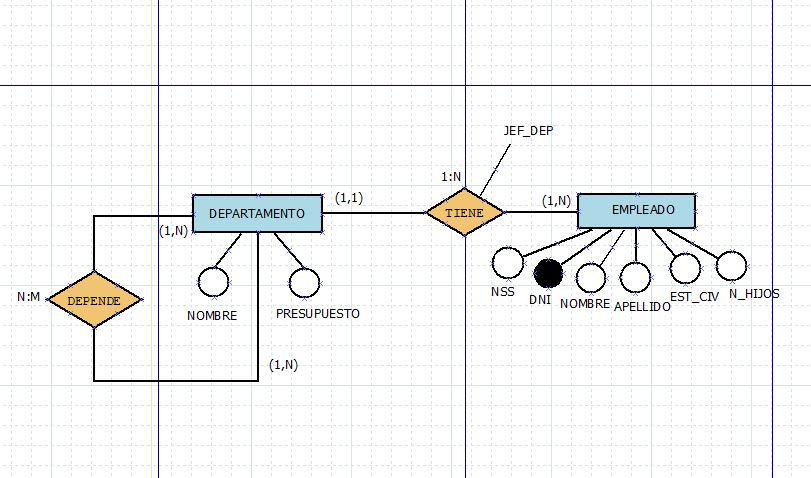 JEF_DEP
1:N
(1,1)
(1,N)
DEPARTAMENTO
TIENE
EMPLEADO
(1,N)
N:M
DEPENDE
NOMBRE
PRESUPUESTO
NSS
DNI
NOMBRE
APELLIDO
EST_CIV
N_HIJOS
(1,N)